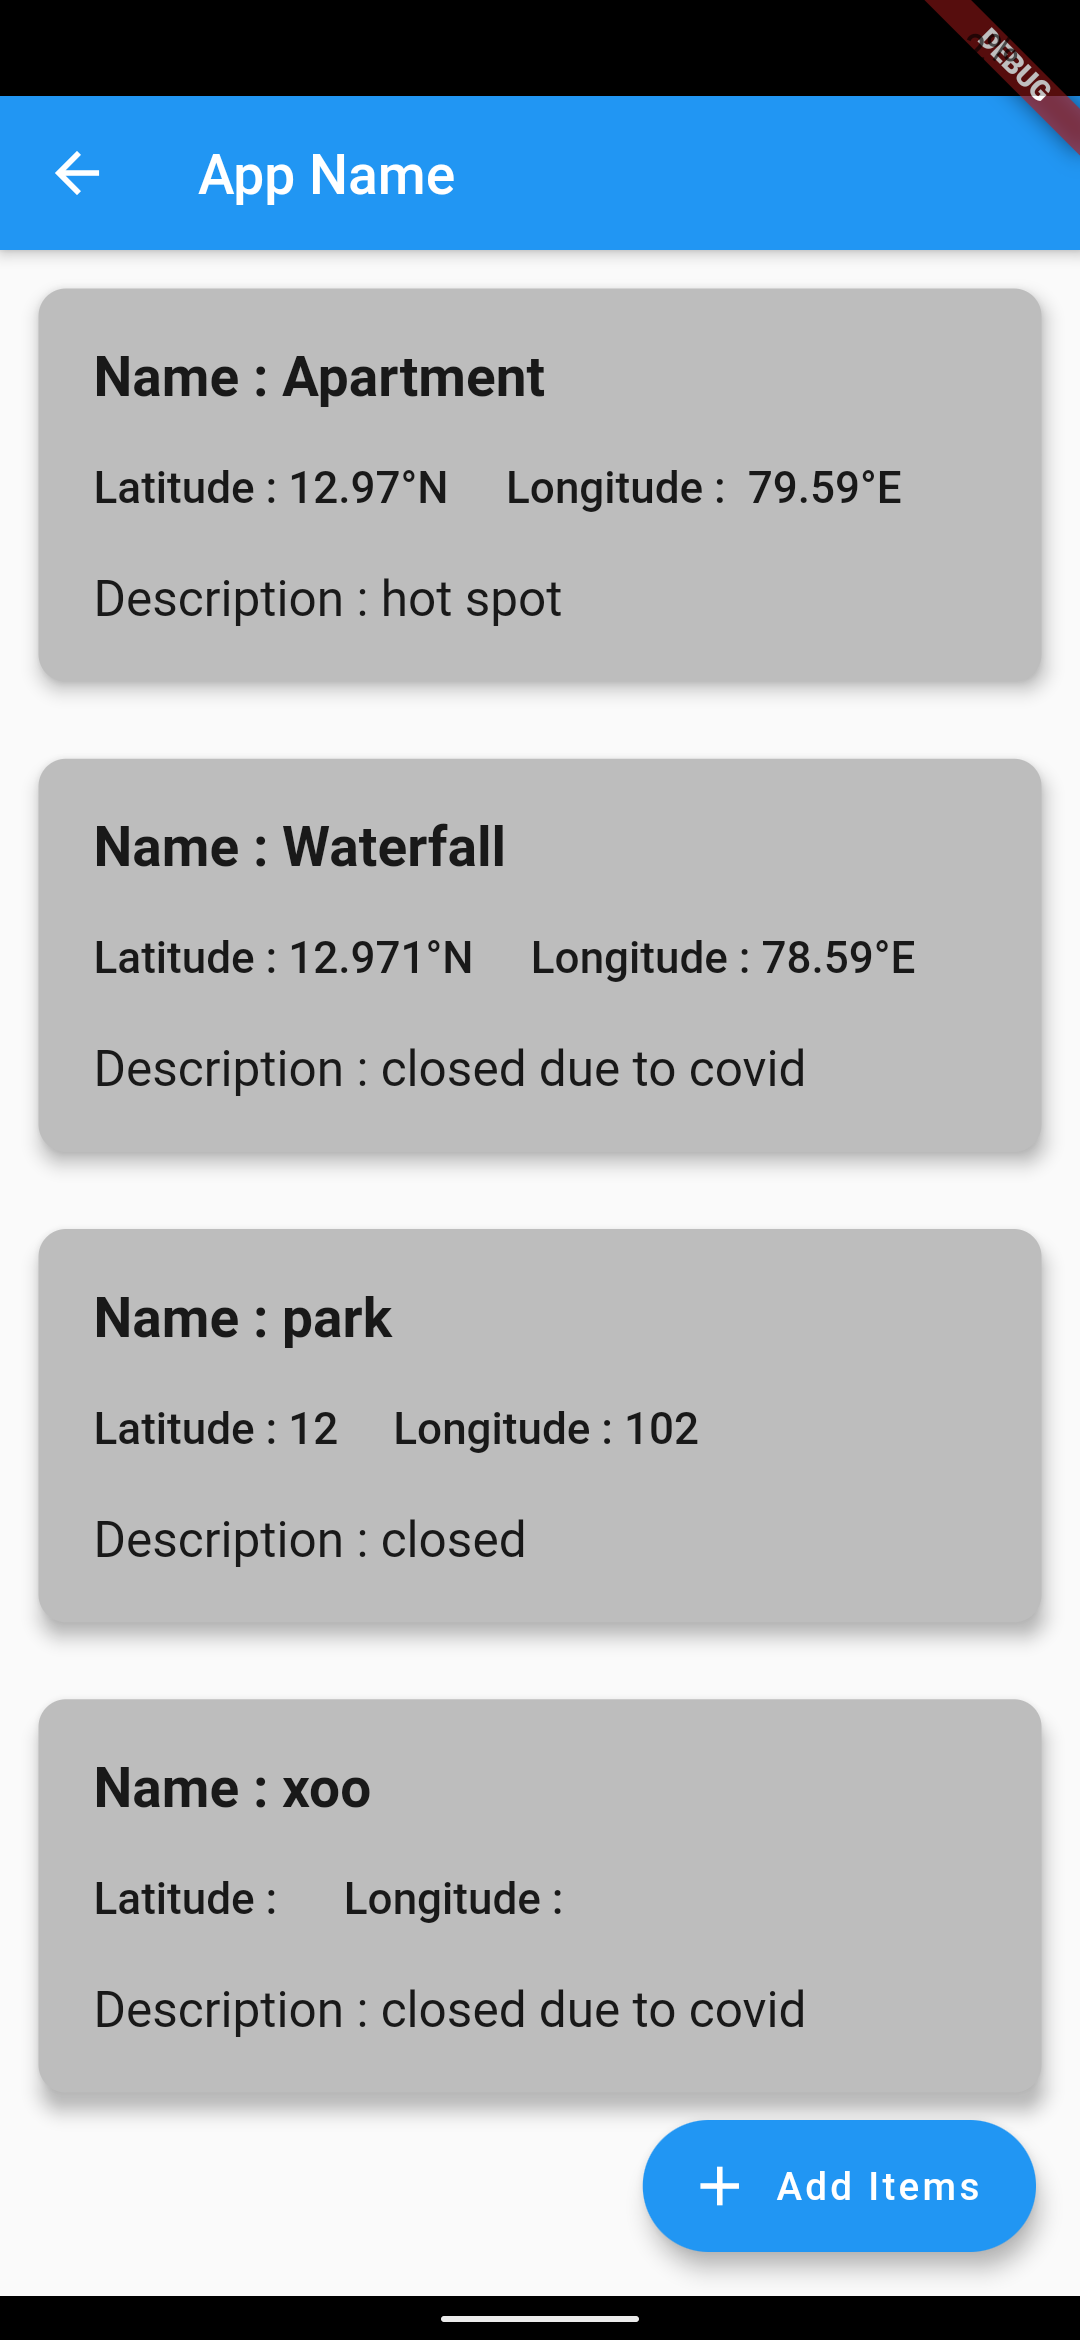 DEBUG
App Name
Name : Apartment
Latitude : 12.97°N Longitude :  79.59°E
Description : hot spot
Name : Waterfall
Latitude : 12.971°N Longitude : 78.59°E
Description : closed due to covid
Name : park
Latitude : 12 Longitude : 102
Description : closed
Name : xoo
Latitude : Longitude :
Description : closed due to covid
Add Items